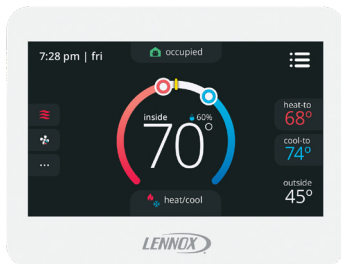 7:28 pm | fri
occupied
inside
60%
70°
heat-to
68°
cool-to
74°
outside
45°
heat/cool
LENNOX